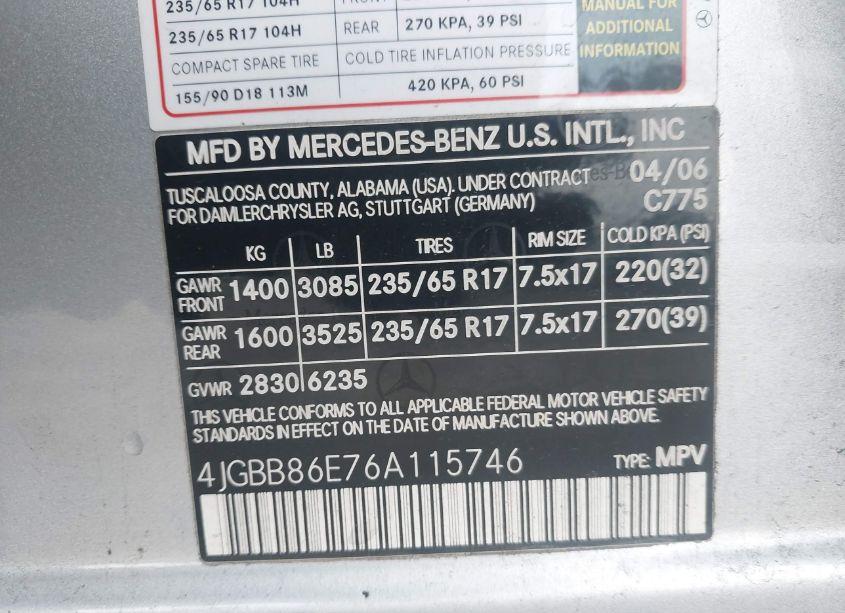 235/65 R17 104H
MANUAL FOR
235/65 R17 104H REAR 270 KPA, 39 PSI ADDITIONAL
COMPACT SPARE TIRE COLD TIRE INFLATION PRESSURE INFORMATION
155/90 D18 113M 420 KPA, 60 PSI
MFD BY MERCEDES-BENZ U.S. INTL., INC
TUSCALOOSA COUNTY, ALABAMA (USA). UNDER CONTRACT 04/06
FOR DAIMLERCHRYSLER AG, STUTTGART (GERMANY) C775
KG LB TIRES RIM SIZE COLD KPA (PSI)
GAWR FRONT 1400 3085 235/65 R17 7.5x17 220(32)
GAWR REAR 1600 3525 235/65 R17 7.5x17 270(39)
GVWR 2830 6235
THIS VEHICLE CONFORMS TO ALL APPLICABLE FEDERAL MOTOR VEHICLE SAFETY
STANDARDS IN EFFECT ON THE DATE OF MANUFACTURE SHOWN ABOVE.
4JGBB86E76A115746 TYPE: MPV